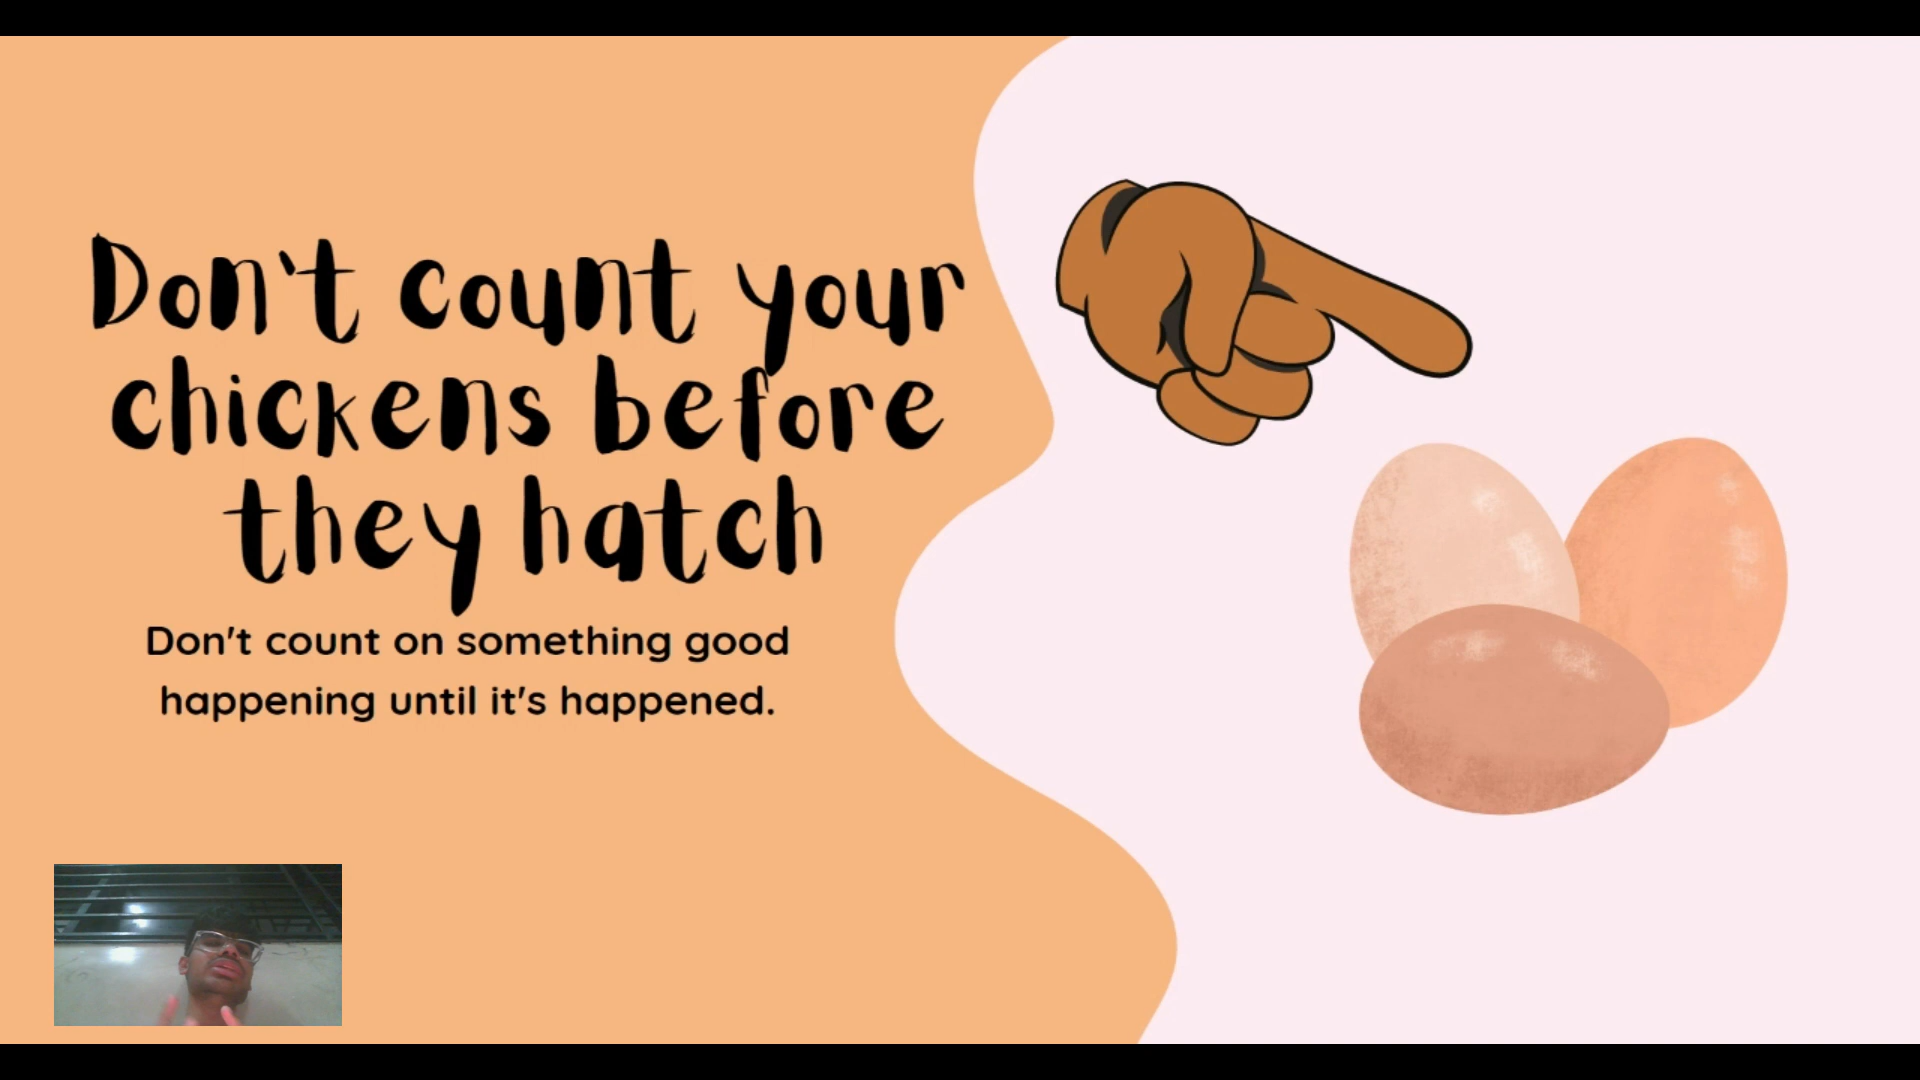 Don't count your
chickens before
they hatch
Don't count on something good
happening until it's happened.